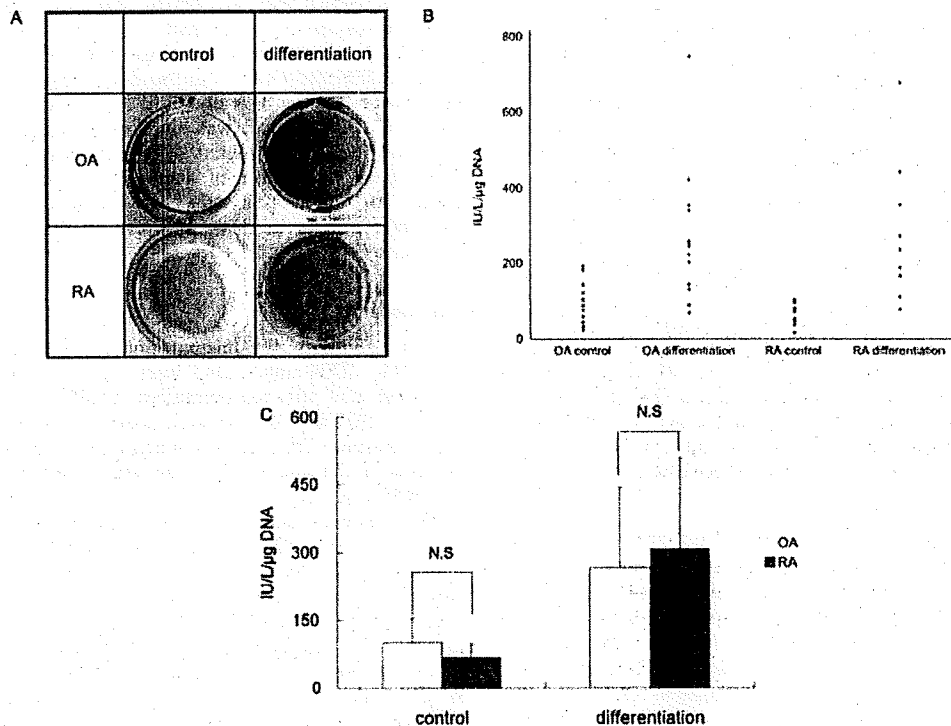 A
control differentiation
OA
RA
B
IU/L/µg DNA
800
600
400
200
0
OA control OA differentiation RA control RA differentiation
C
IU/L/µg DNA
600
450
300
150
0
N.S
N.S
OA
RA
control differentiation